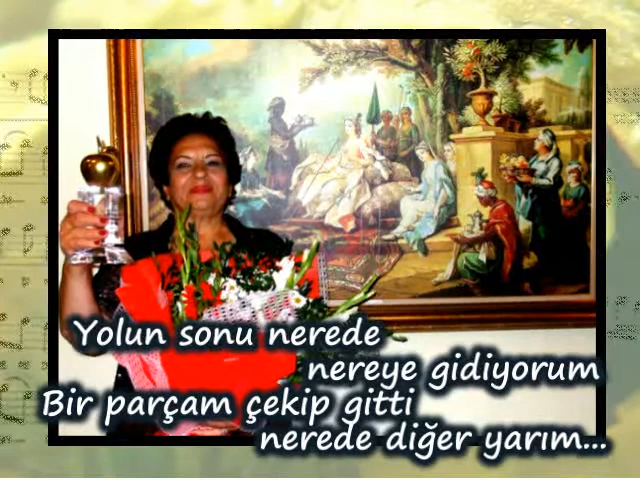 Yolun sonu nerede
nereye gidiyorum
Bir parçam çekip gitti
nerede diğer yarım...